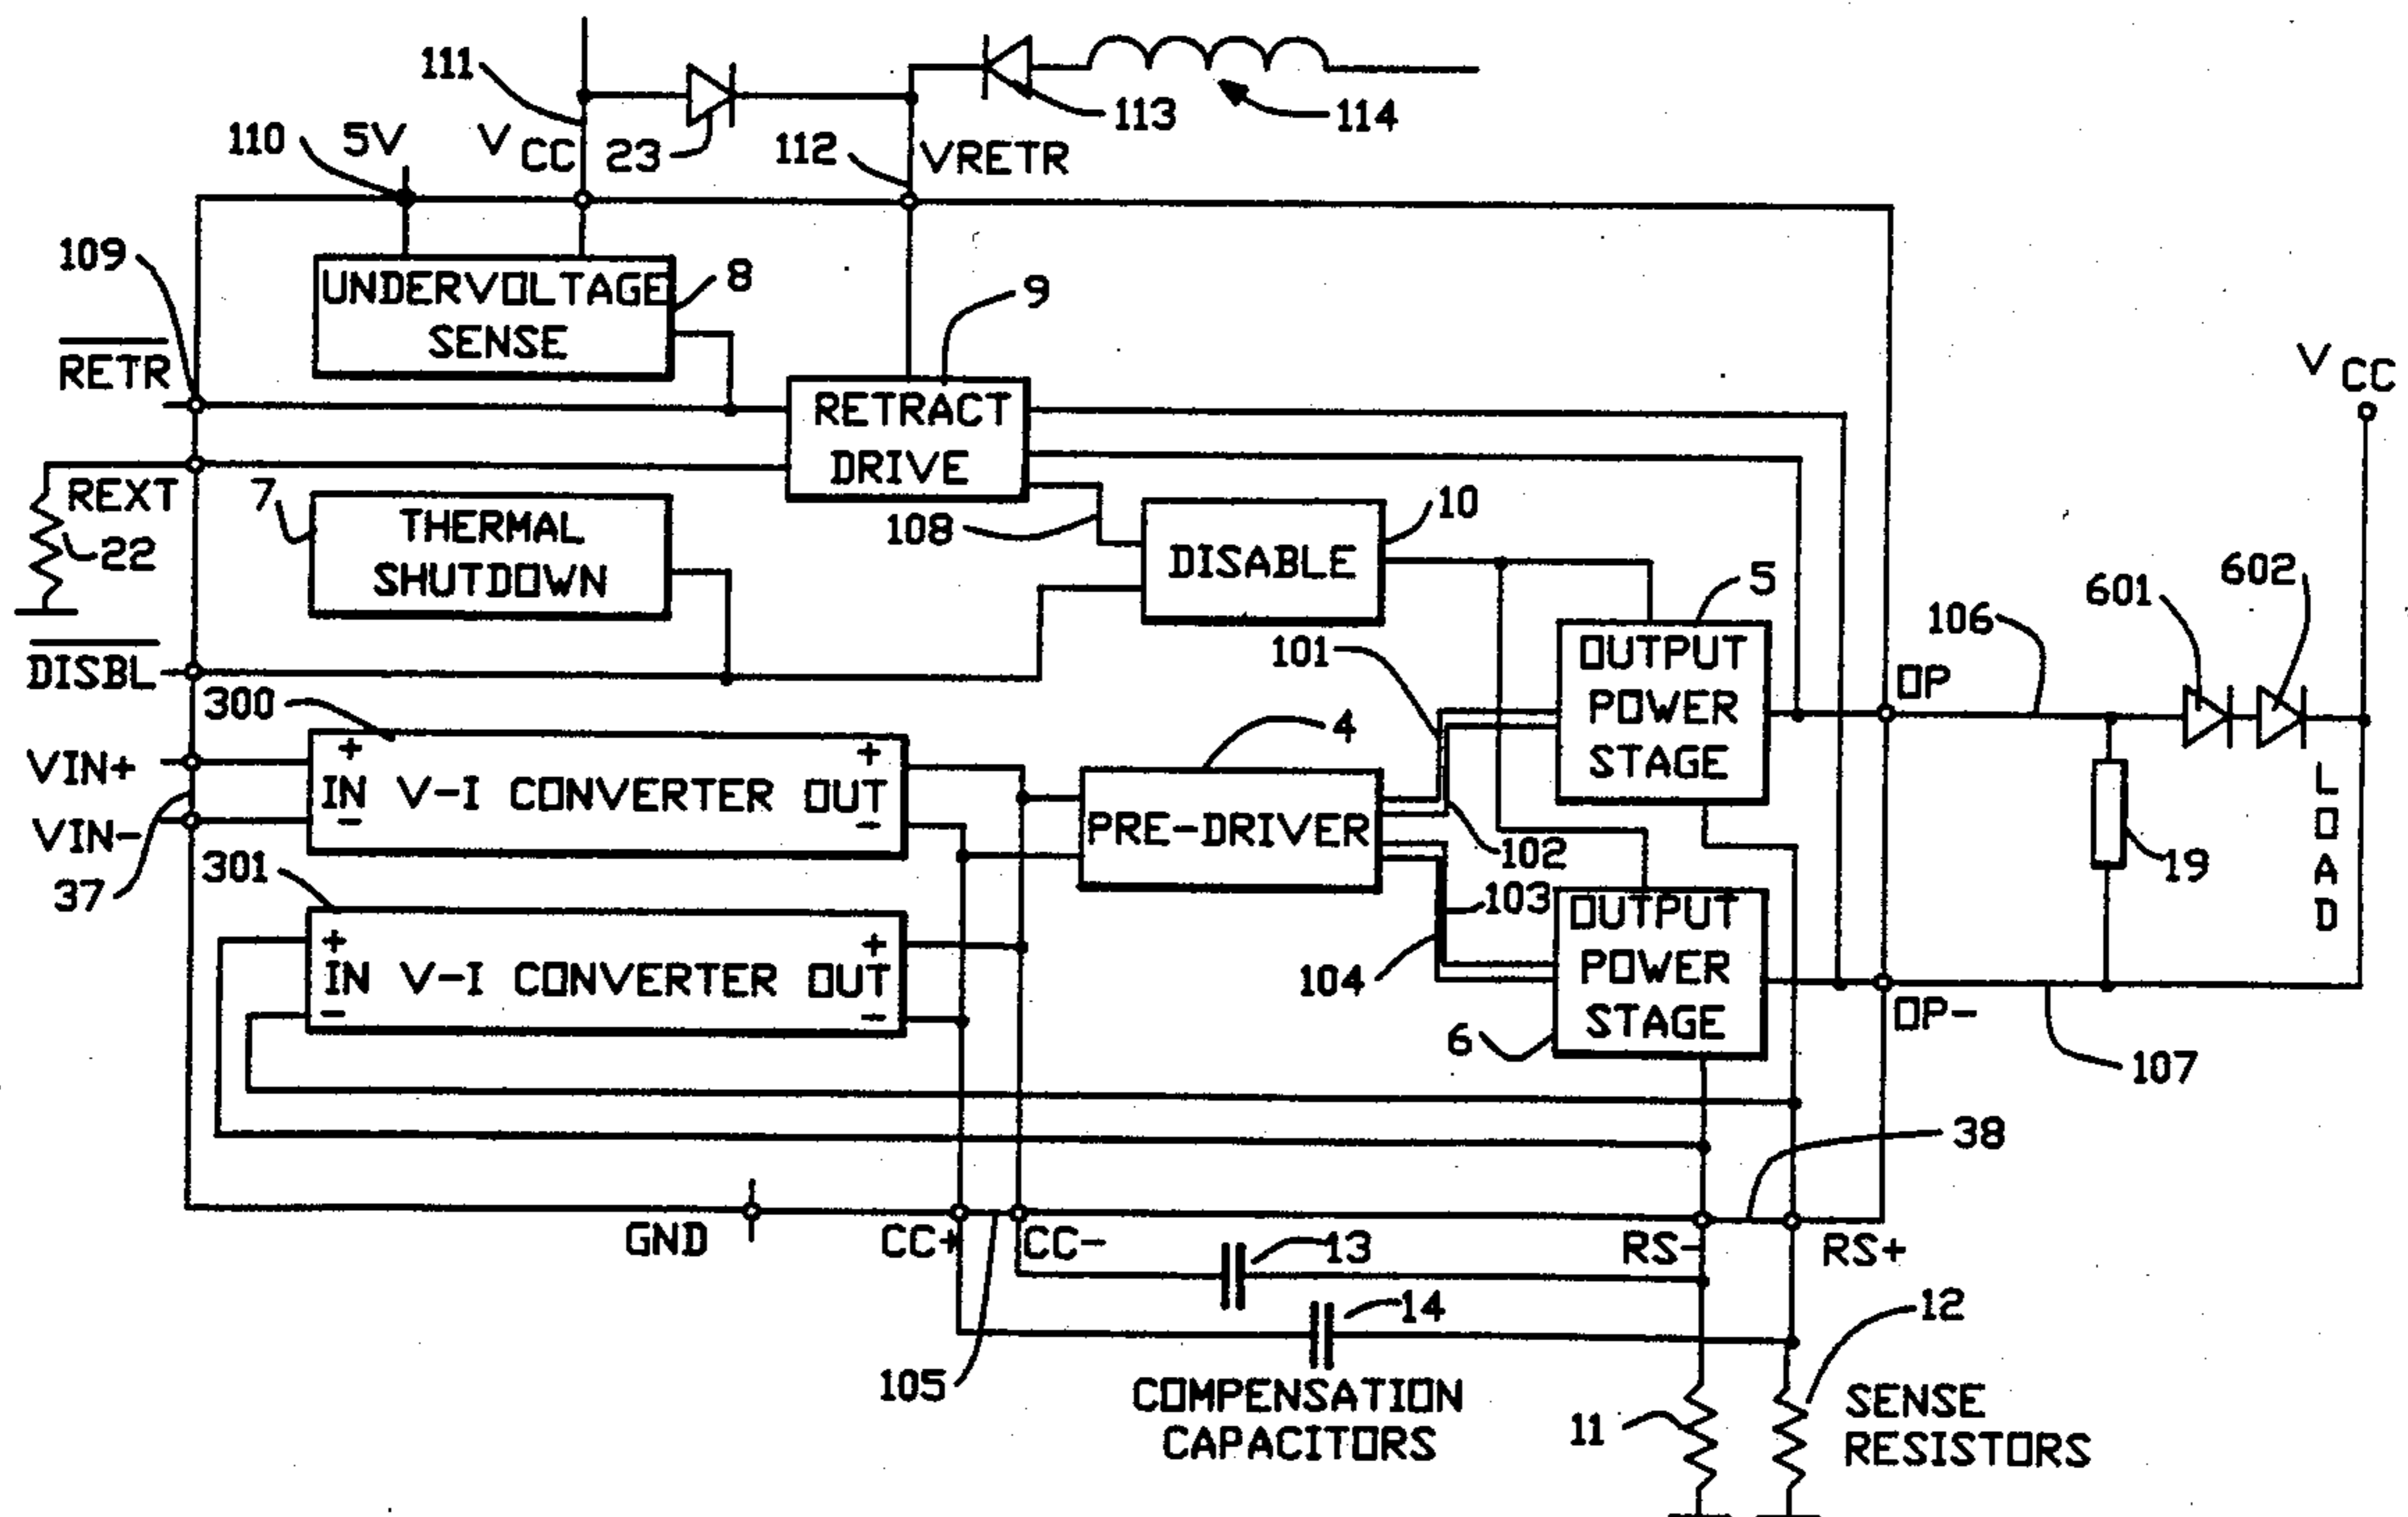 111
113
114
110
5V
VCC
23
112
VRETR
109
UNDERVOLTAGE
SENSE
8
9
RETR
RETRACT
DRIVE
VCC
REXT
22
7
THERMAL
SHUTDOWN
108
DISABLE
10
5
601
602
DISBL
300
101
OUTPUT
POWER
STAGE
106
OP
VIN+
VIN-
37
+
IN V-I CONVERTER OUT
-
+
-
4
PRE-DRIVER
102
103
104
19
LOAD
301
+
IN V-I CONVERTER OUT
-
+
-
OUTPUT
POWER
STAGE
6
OP-
107
38
GND
CC+
CC-
RS-
RS+
13
14
105
COMPENSATION
CAPACITORS
11
12
SENSE
RESISTORS